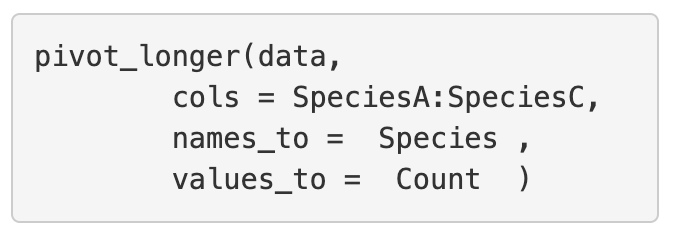 pivot_longer(data,
cols = SpeciesA:SpeciesC,
names_to =  Species ,
values_to =  Count  )